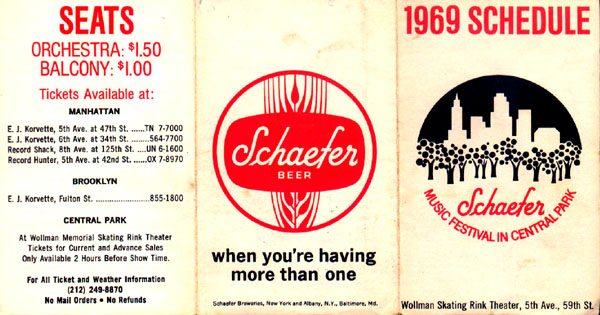 SEATS
ORCHESTRA: $1.50
BALCONY: $1.00
Tickets Available at:
MANHATTAN
E. J. Korvette, 5th Ave. at 47th St. ......TN 7-7000
E. J. Korvette, 6th Ave. at 34th St. .......564-7700
Record Shack, 8th Ave. at 125th St. ....UN 6-1600
Record Hunter, 5th Ave. at 42nd St. .....OX 7-8970
BROOKLYN
E. J. Korvette, Fulton St. ......................855-1800
CENTRAL PARK
At Wollman Memorial Skating Rink Theater
Tickets for Current and Advance Sales
Only Available 2 Hours Before Show Time.
For All Ticket and Weather Information
(212) 249-8870
No Mail Orders • No Refunds
Schaefer
BEER
when you're having
more than one
Schaefer Breweries, New York and Albany, N.Y., Baltimore, Md.
1969 SCHEDULE
Schaefer
MUSIC FESTIVAL IN CENTRAL PARK
Wollman Skating Rink Theater, 5th Ave., 59th St.